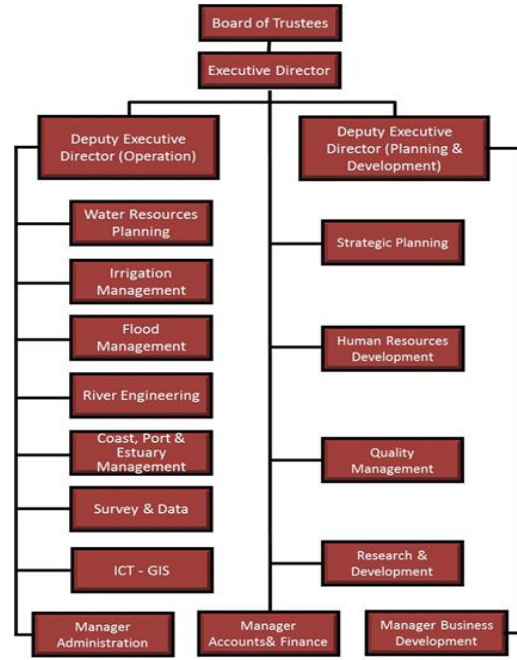 Board of Trustees
Executive Director
Deputy Executive
Director (Operation)
Deputy Executive
Director (Planning &
Development)
Water Resources
Planning
Strategic Planning
Irrigation
Management
Flood
Management
Human Resources
Development
River Engineering
Coast, Port &
Estuary
Management
Quality
Management
Survey & Data
ICT - GIS
Research &
Development
Manager
Administration
Manager
Accounts& Finance
Manager Business
Development